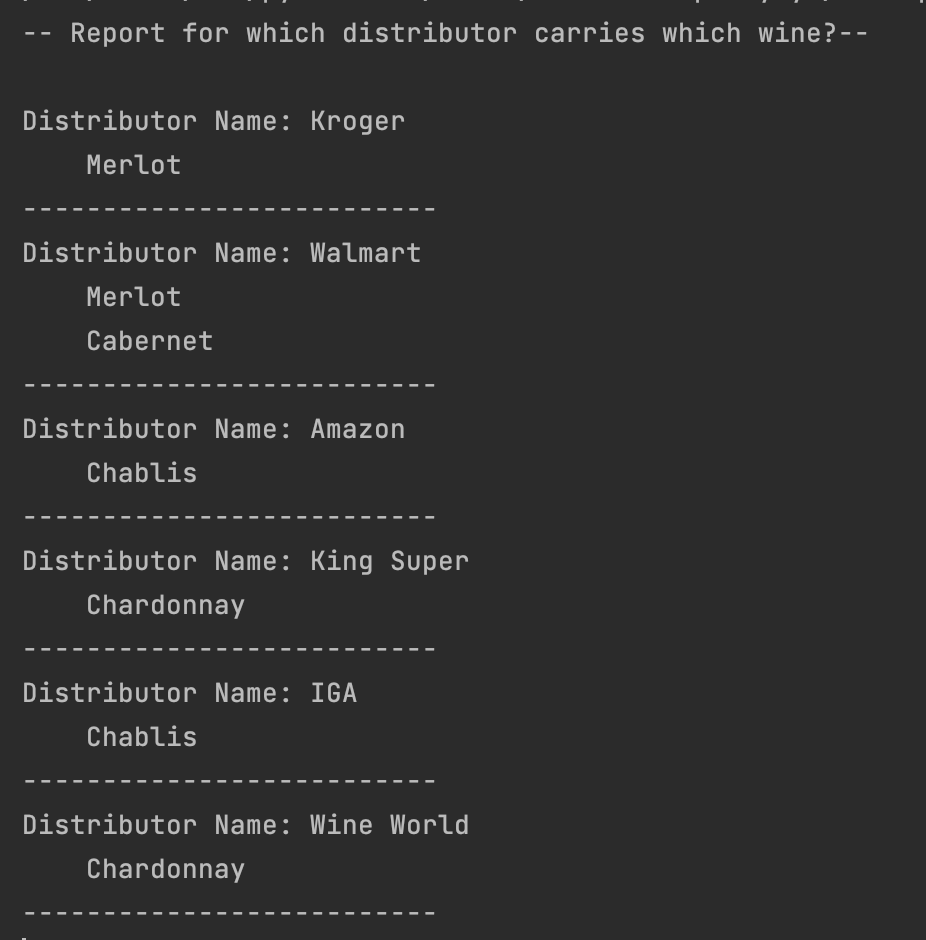 -- Report for which distributor carries which wine?--
Distributor Name: Kroger
Merlot
--------------------------
Distributor Name: Walmart
Merlot
Cabernet
--------------------------
Distributor Name: Amazon
Chablis
--------------------------
Distributor Name: King Super
Chardonnay
--------------------------
Distributor Name: IGA
Chablis
--------------------------
Distributor Name: Wine World
Chardonnay
--------------------------